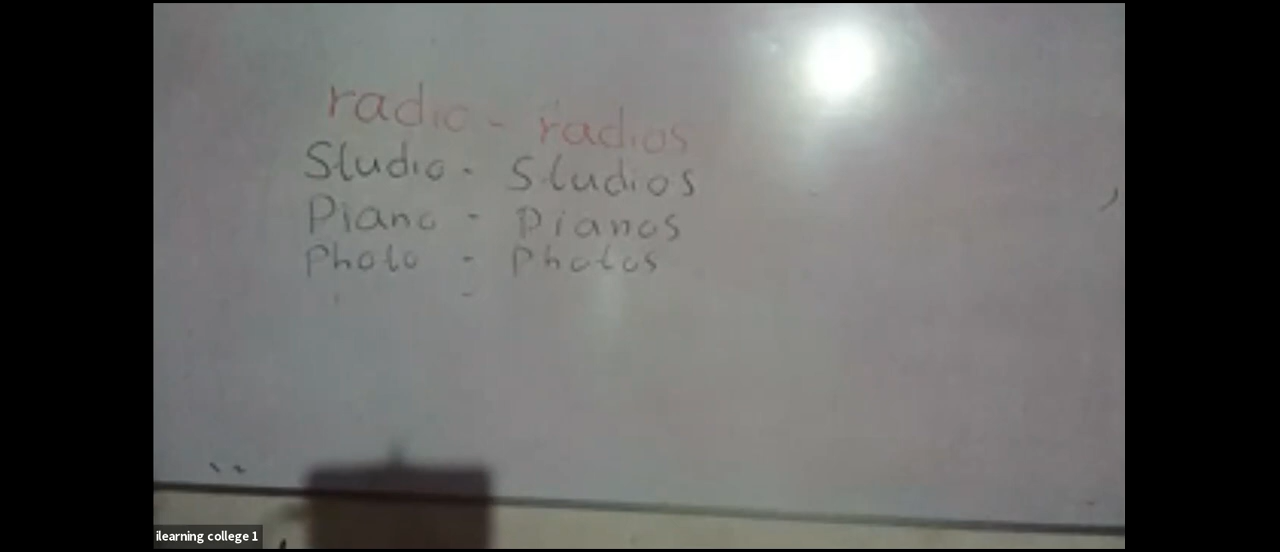 radio - radios
Studio - Studios
Piano - Pianos
Photo - Photos
ilearning college 1